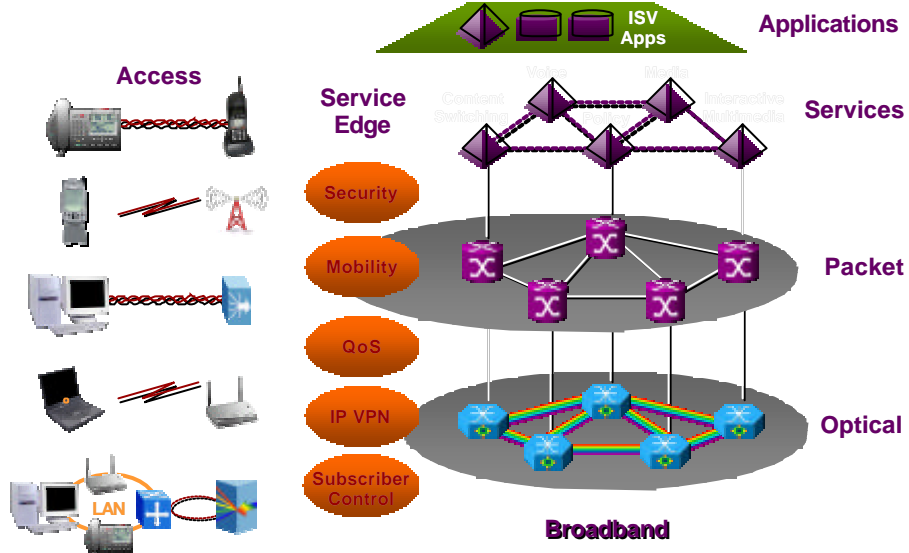 ISV
Apps
Applications
Access
Service
Edge
Voice
Media
Content
Switching
Policy
Interactive
Multimedia
Services
Security
Mobility
Packet
QoS
IP VPN
Optical
Subscriber
Control
LAN
Broadband